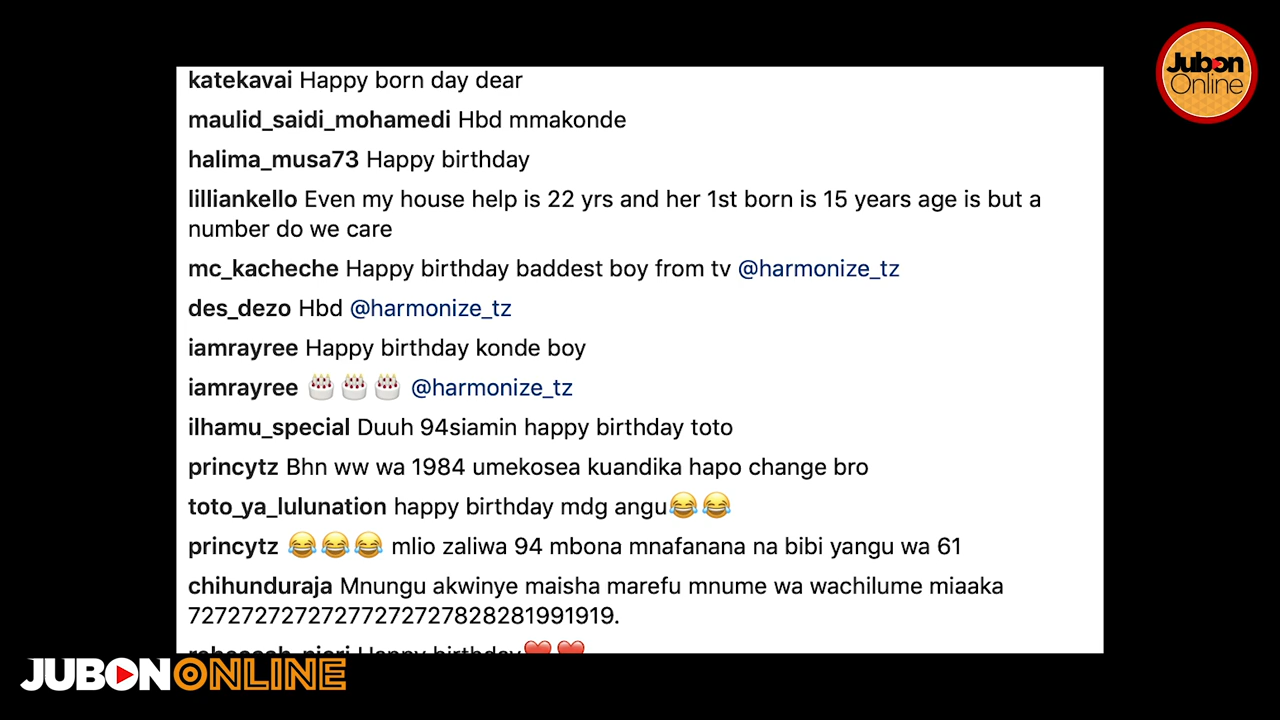 Jubon
Online
katekavai Happy born day dear
maulid_saidi_mohamedi Hbd mmakonde
halima_musa73 Happy birthday
lilliankello Even my house help is 22 yrs and her 1st born is 15 years age is but a
number do we care
mc_kacheche Happy birthday baddest boy from tv @harmonize_tz
des_dezo Hbd @harmonize_tz
iamrayree Happy birthday konde boy
iamrayree 🎂🎂🎂 @harmonize_tz
ilhamu_special Duuh 94siamin happy birthday toto
princytz Bhn ww wa 1984 umekosea kuandika hapo change bro
toto_ya_lulunation happy birthday mdg angu😂😂
princytz 😂😂😂 mlio zaliwa 94 mbona mnafanana na bibi yangu wa 61
chihunduraja Mnungu akwinye maisha marefu mnume wa wachilume miaaka
7272727272727727272782828​1991919.
Happy birthday❤️❤️
JUBONONLINE